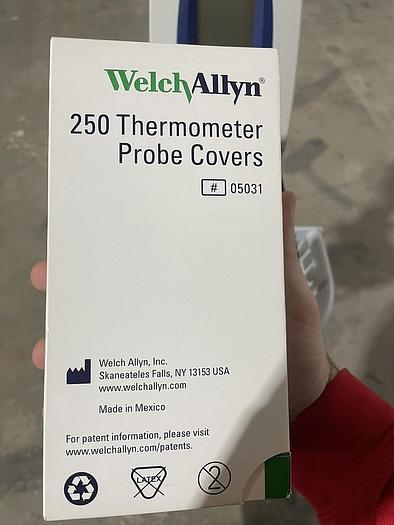 WelchAllyn®
250 Thermometer
Probe Covers
# 05031
Welch Allyn, Inc.
Skaneateles Falls, NY 13153 USA
www.welchallyn.com
Made in Mexico
For patent information, please visit
www.welchallyn.com/patents.
LATEX
2